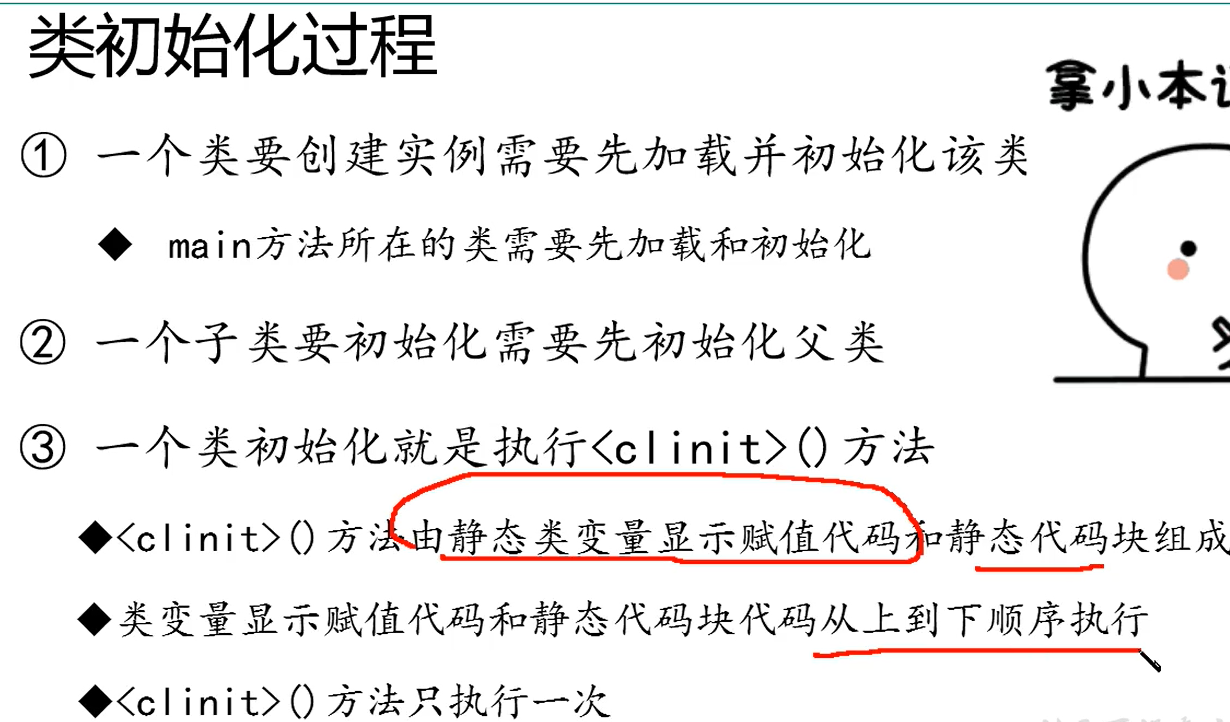 类初始化过程
拿小本
① 一个类要创建实例需要先加载并初始化该类
◆ main方法所在的类需要先加载和初始化
② 一个子类要初始化需要先初始化父类
③ 一个类初始化就是执行<clinit>()方法
◆<clinit>()方法由静态类变量显示赋值代码和静态代码块组成
◆类变量显示赋值代码和静态代码块代码从上到下顺序执行
◆<clinit>()方法只执行一次